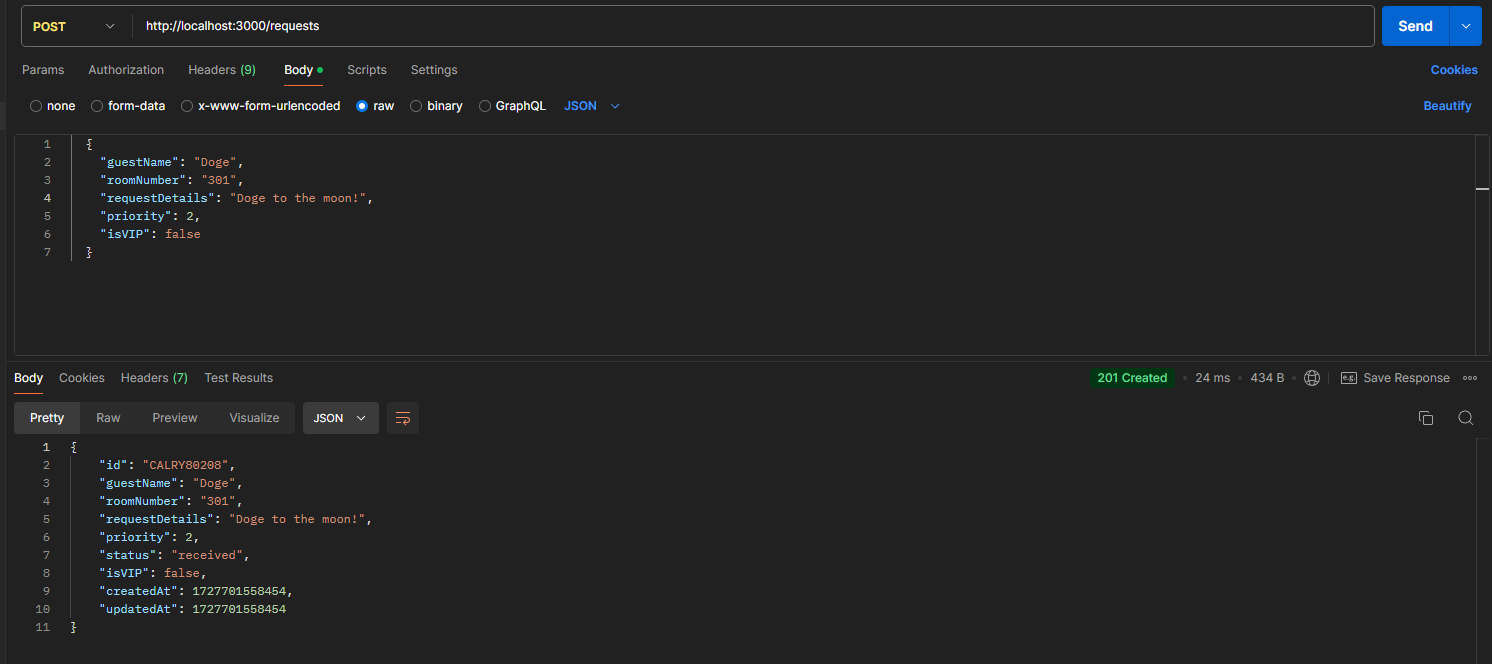 POST http://localhost:3000/requests Send
Params Authorization Headers (9) Body Scripts Settings Cookies
none form-data x-www-form-urlencoded raw binary GraphQL JSON Beautify
1 {
2 "guestName": "Doge",
3 "roomNumber": "301",
4 "requestDetails": "Doge to the moon!",
5 "priority": 2,
6 "isVIP": false
7 }
Body Cookies Headers (7) Test Results 201 Created 24 ms 434 B e.g. Save Response
Pretty Raw Preview Visualize JSON
1 {
2 "id": "CALRY80208",
3 "guestName": "Doge",
4 "roomNumber": "301",
5 "requestDetails": "Doge to the moon!",
6 "priority": 2,
7 "status": "received",
8 "isVIP": false,
9 "createdAt": 1727701558454,
10 "updatedAt": 1727701558454
11 }